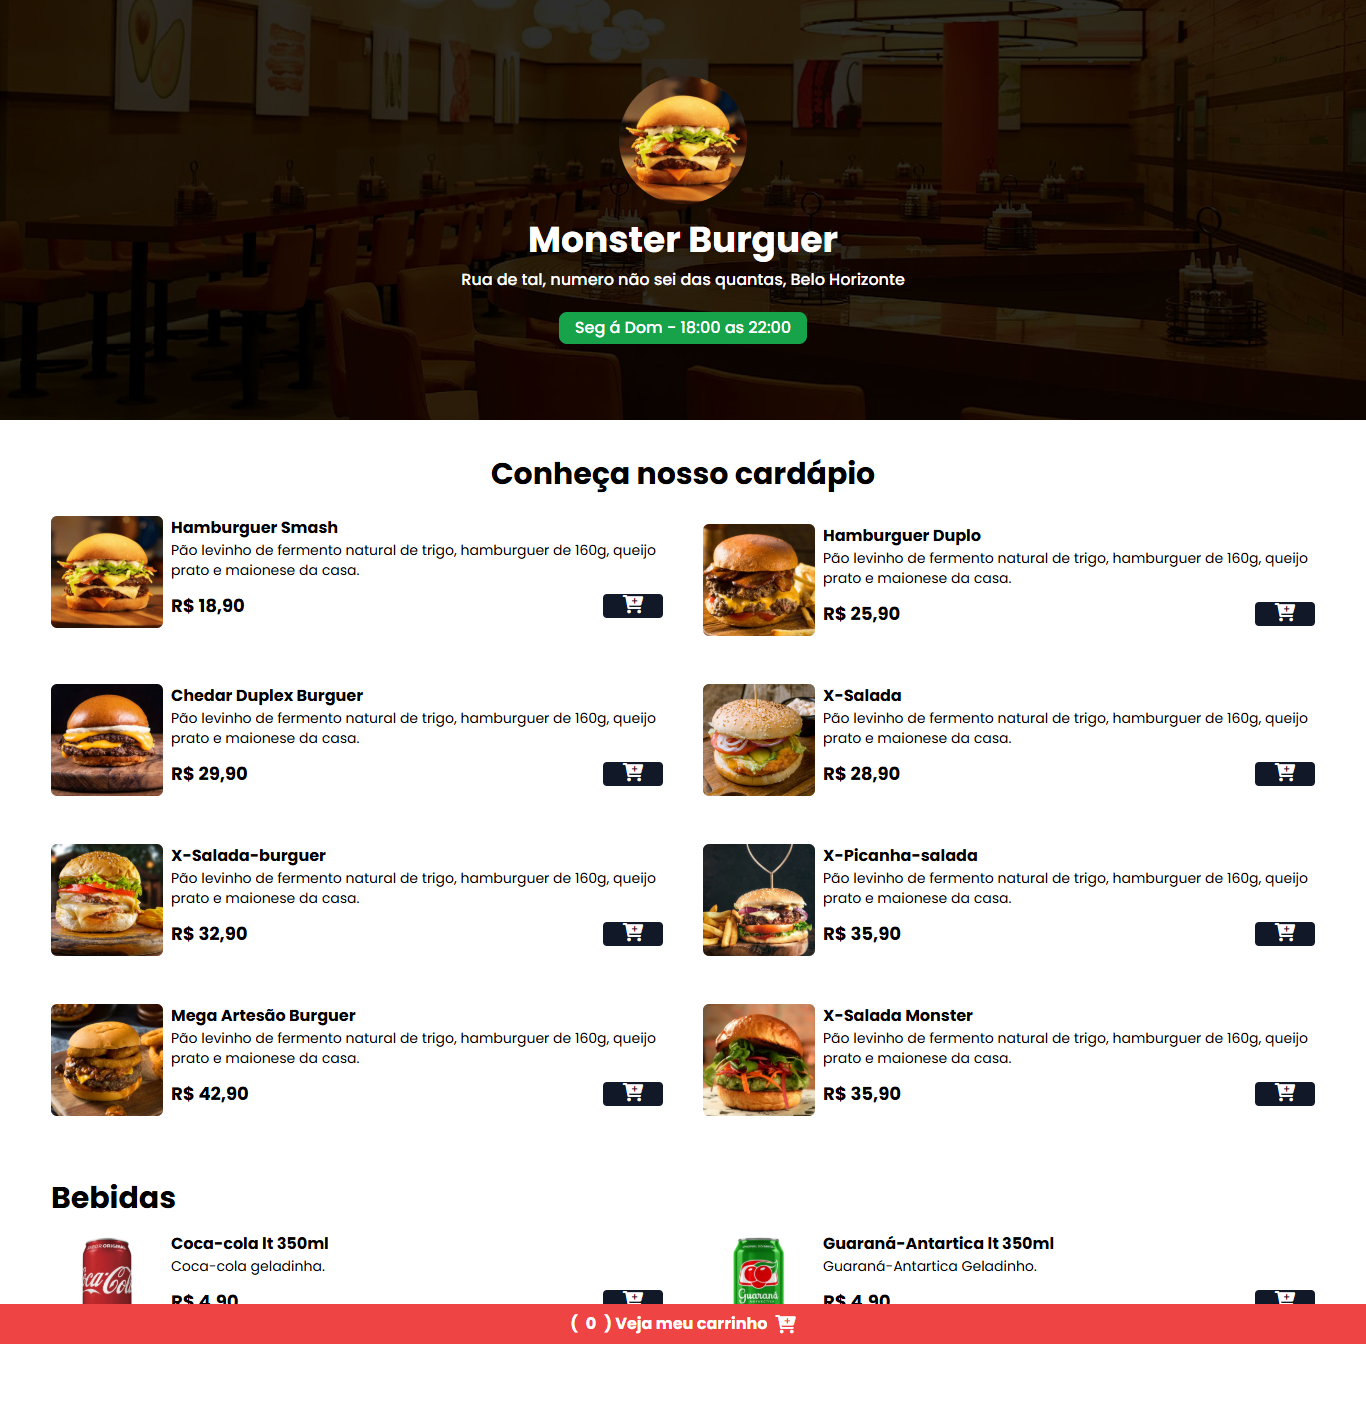 Monster Burguer
Rua de tal, numero não sei das quantas, Belo Horizonte
Seg á Dom - 18:00 as 22:00
Conheça nosso cardápio
Hamburguer Smash
Pão levinho de fermento natural de trigo, hamburguer de 160g, queijo
prato e maionese da casa.
R$ 18,90
Hamburguer Duplo
Pão levinho de fermento natural de trigo, hamburguer de 160g, queijo
prato e maionese da casa.
R$ 25,90
Chedar Duplex Burguer
Pão levinho de fermento natural de trigo, hamburguer de 160g, queijo
prato e maionese da casa.
R$ 29,90
X-Salada
Pão levinho de fermento natural de trigo, hamburguer de 160g, queijo
prato e maionese da casa.
R$ 28,90
X-Salada-burguer
Pão levinho de fermento natural de trigo, hamburguer de 160g, queijo
prato e maionese da casa.
R$ 32,90
X-Picanha-salada
Pão levinho de fermento natural de trigo, hamburguer de 160g, queijo
prato e maionese da casa.
R$ 35,90
Mega Artesão Burguer
Pão levinho de fermento natural de trigo, hamburguer de 160g, queijo
prato e maionese da casa.
R$ 42,90
X-Salada Monster
Pão levinho de fermento natural de trigo, hamburguer de 160g, queijo
prato e maionese da casa.
R$ 35,90
Bebidas
Coca-cola lt 350ml
Coca-cola geladinha.
R$ 4,90
Guaraná-Antartica lt 350ml
Guaraná-Antartica Geladinho.
R$ 4,90
Guaraná
( 0 ) Veja meu carrinho